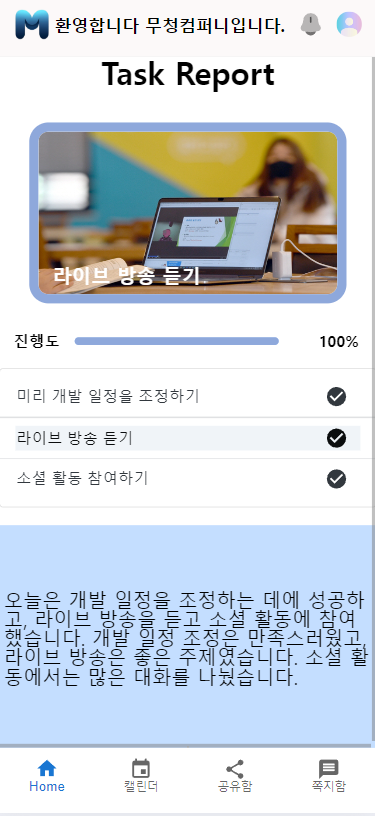 환영합니다 무청컴퍼니입니다.
Task Report
라이브 방송 듣기.
진행도 100%
미리 개발 일정을 조정하기
라이브 방송 듣기
소셜 활동 참여하기
오늘은 개발 일정을 조정하는 데에 성공하
고, 라이브 방송을 듣고 소셜 활동에 참여
했습니다. 개발 일정 조정은 만족스러웠고,
라이브 방송은 좋은 주제였습니다. 소셜 활
동에서는 많은 대화를 나눴습니다.
Home 캘린더 공유함 쪽지함